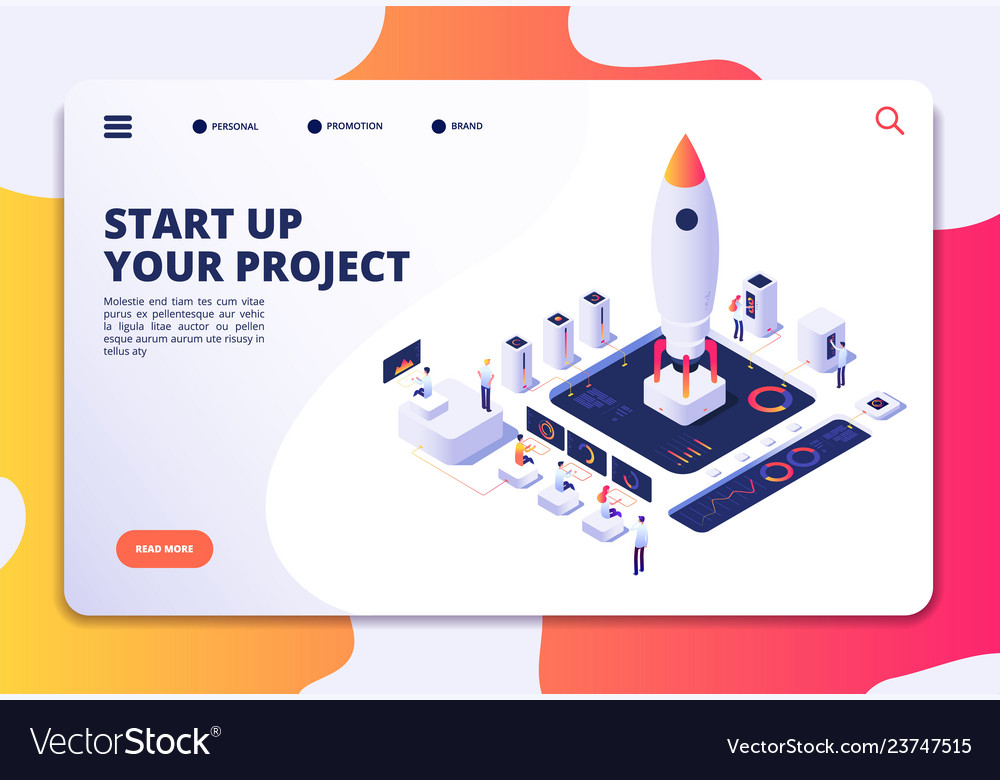 PERSONAL
PROMOTION
BRAND
START UP
YOUR PROJECT
Molestie end tiam tes cum vitae
purus ex pellentesque aur vehic
la ligula litae auctor ou pellen
esque aurum aurum ute risusy in
tellus aty
READ MORE
VectorStock®
VectorStock.com/23747515